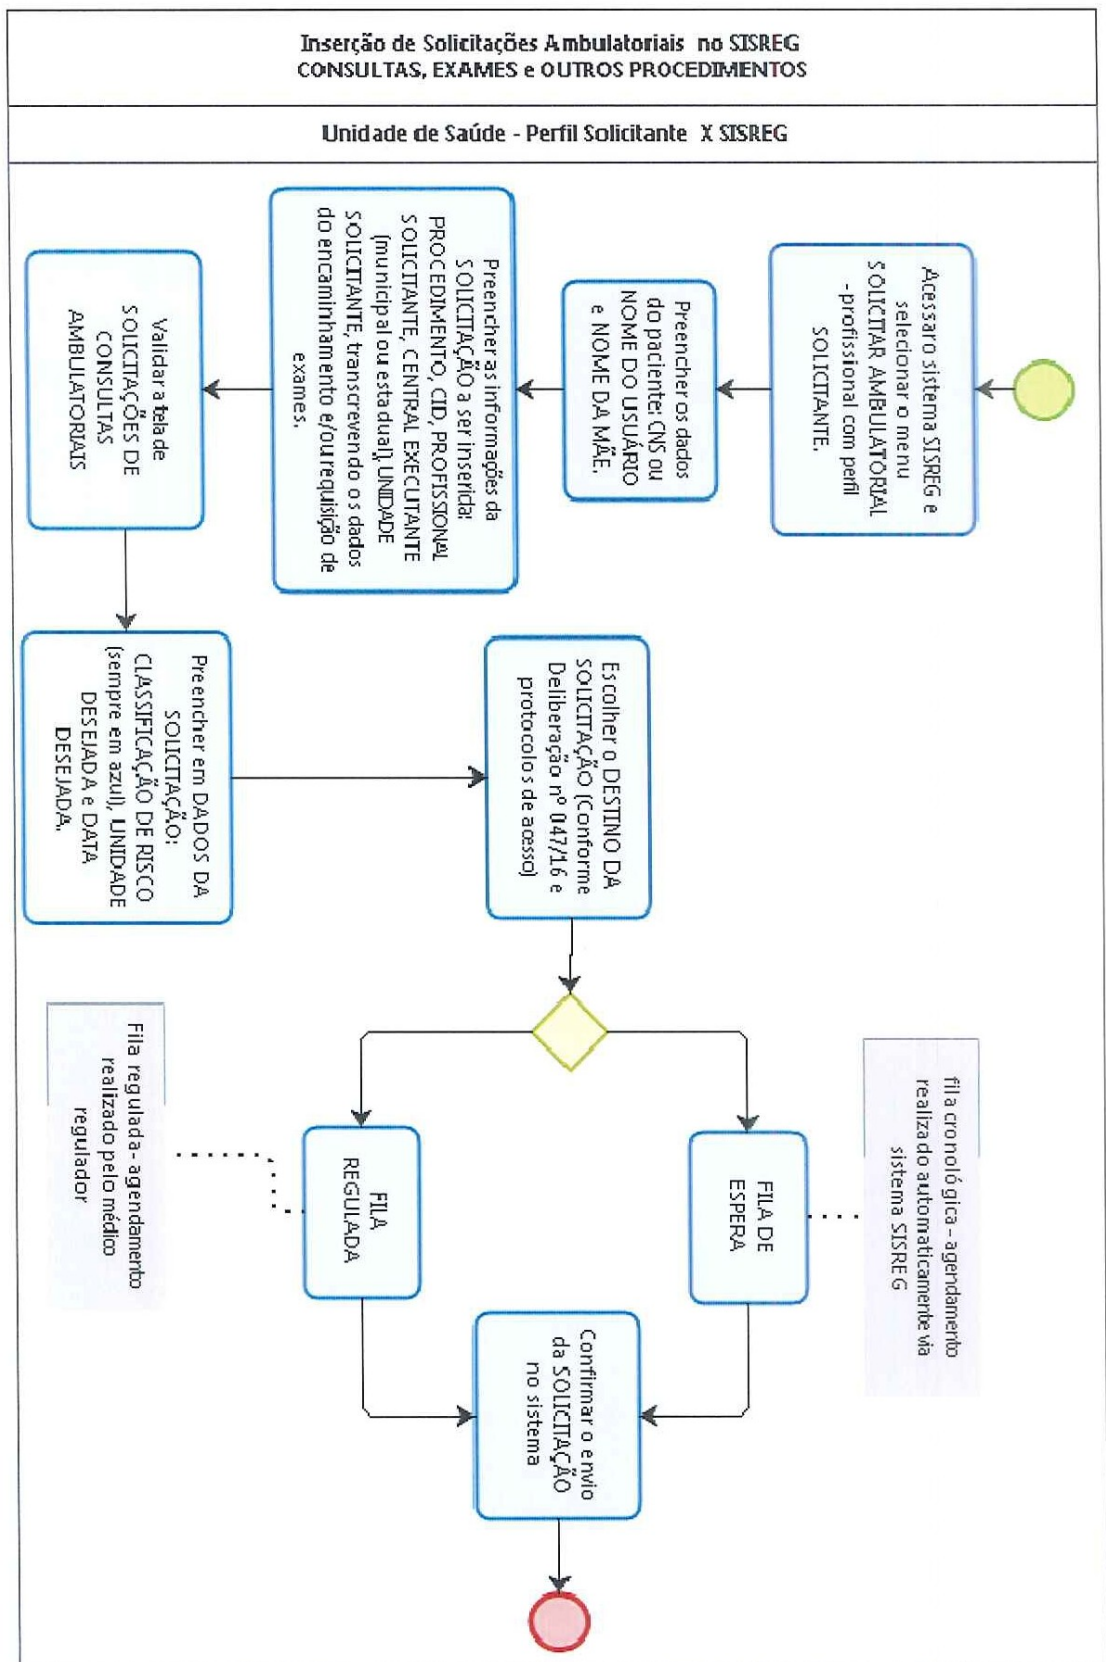 Inserção de Solicitações Ambulatoriais no SISREG
CONSULTAS, EXAMES e OUTROS PROCEDIMENTOS
Unidade de Saúde - Perfil Solicitante X SISREG
Acessar o sistema SISREG e
selecionar o menu
SOLICITAR AMBULATÓRIAL
- profissional com perfil
SOLICITANTE.
Preencher os dados
do paciente: CNS ou
NOME DO USUÁRIO
e NOME DA MÃE.
Preencher as informações da
SOLICITAÇÃO a ser inserida:
PROCEDIMENTO, CID, PROFISSIONAL
SOLICITANTE, CENTRAL EXECUTANTE
(municipal ou estadual), UNIDADE
SOLICITANTE, transcrevendo os dados
do encaminhamento e/ou requisição de
exames.
Validar a tela de
SOLICITAÇÕES DE
CONSULTAS
AMBULATORIAIS
Preencher em DADOS DA
SOLICITAÇÃO:
CLASSIFICAÇÃO DE RISCO
(sempre em azul), UNIDADE
DESEJADA e DATA
DESEJADA.
Escolher o DESTINO DA
SOLICITAÇÃO (Conforme
Deliberação nº 047/16 e
protocolos de acesso)
fila cronológica - agendamento
realizado automaticamente via
sistema SISREG
FILA DE
ESPERA
FILA
REGULADA
Fila regulada - agendamento
realizado pelo médico
regulador
Confirmar o envio
da SOLICITAÇÃO
no sistema